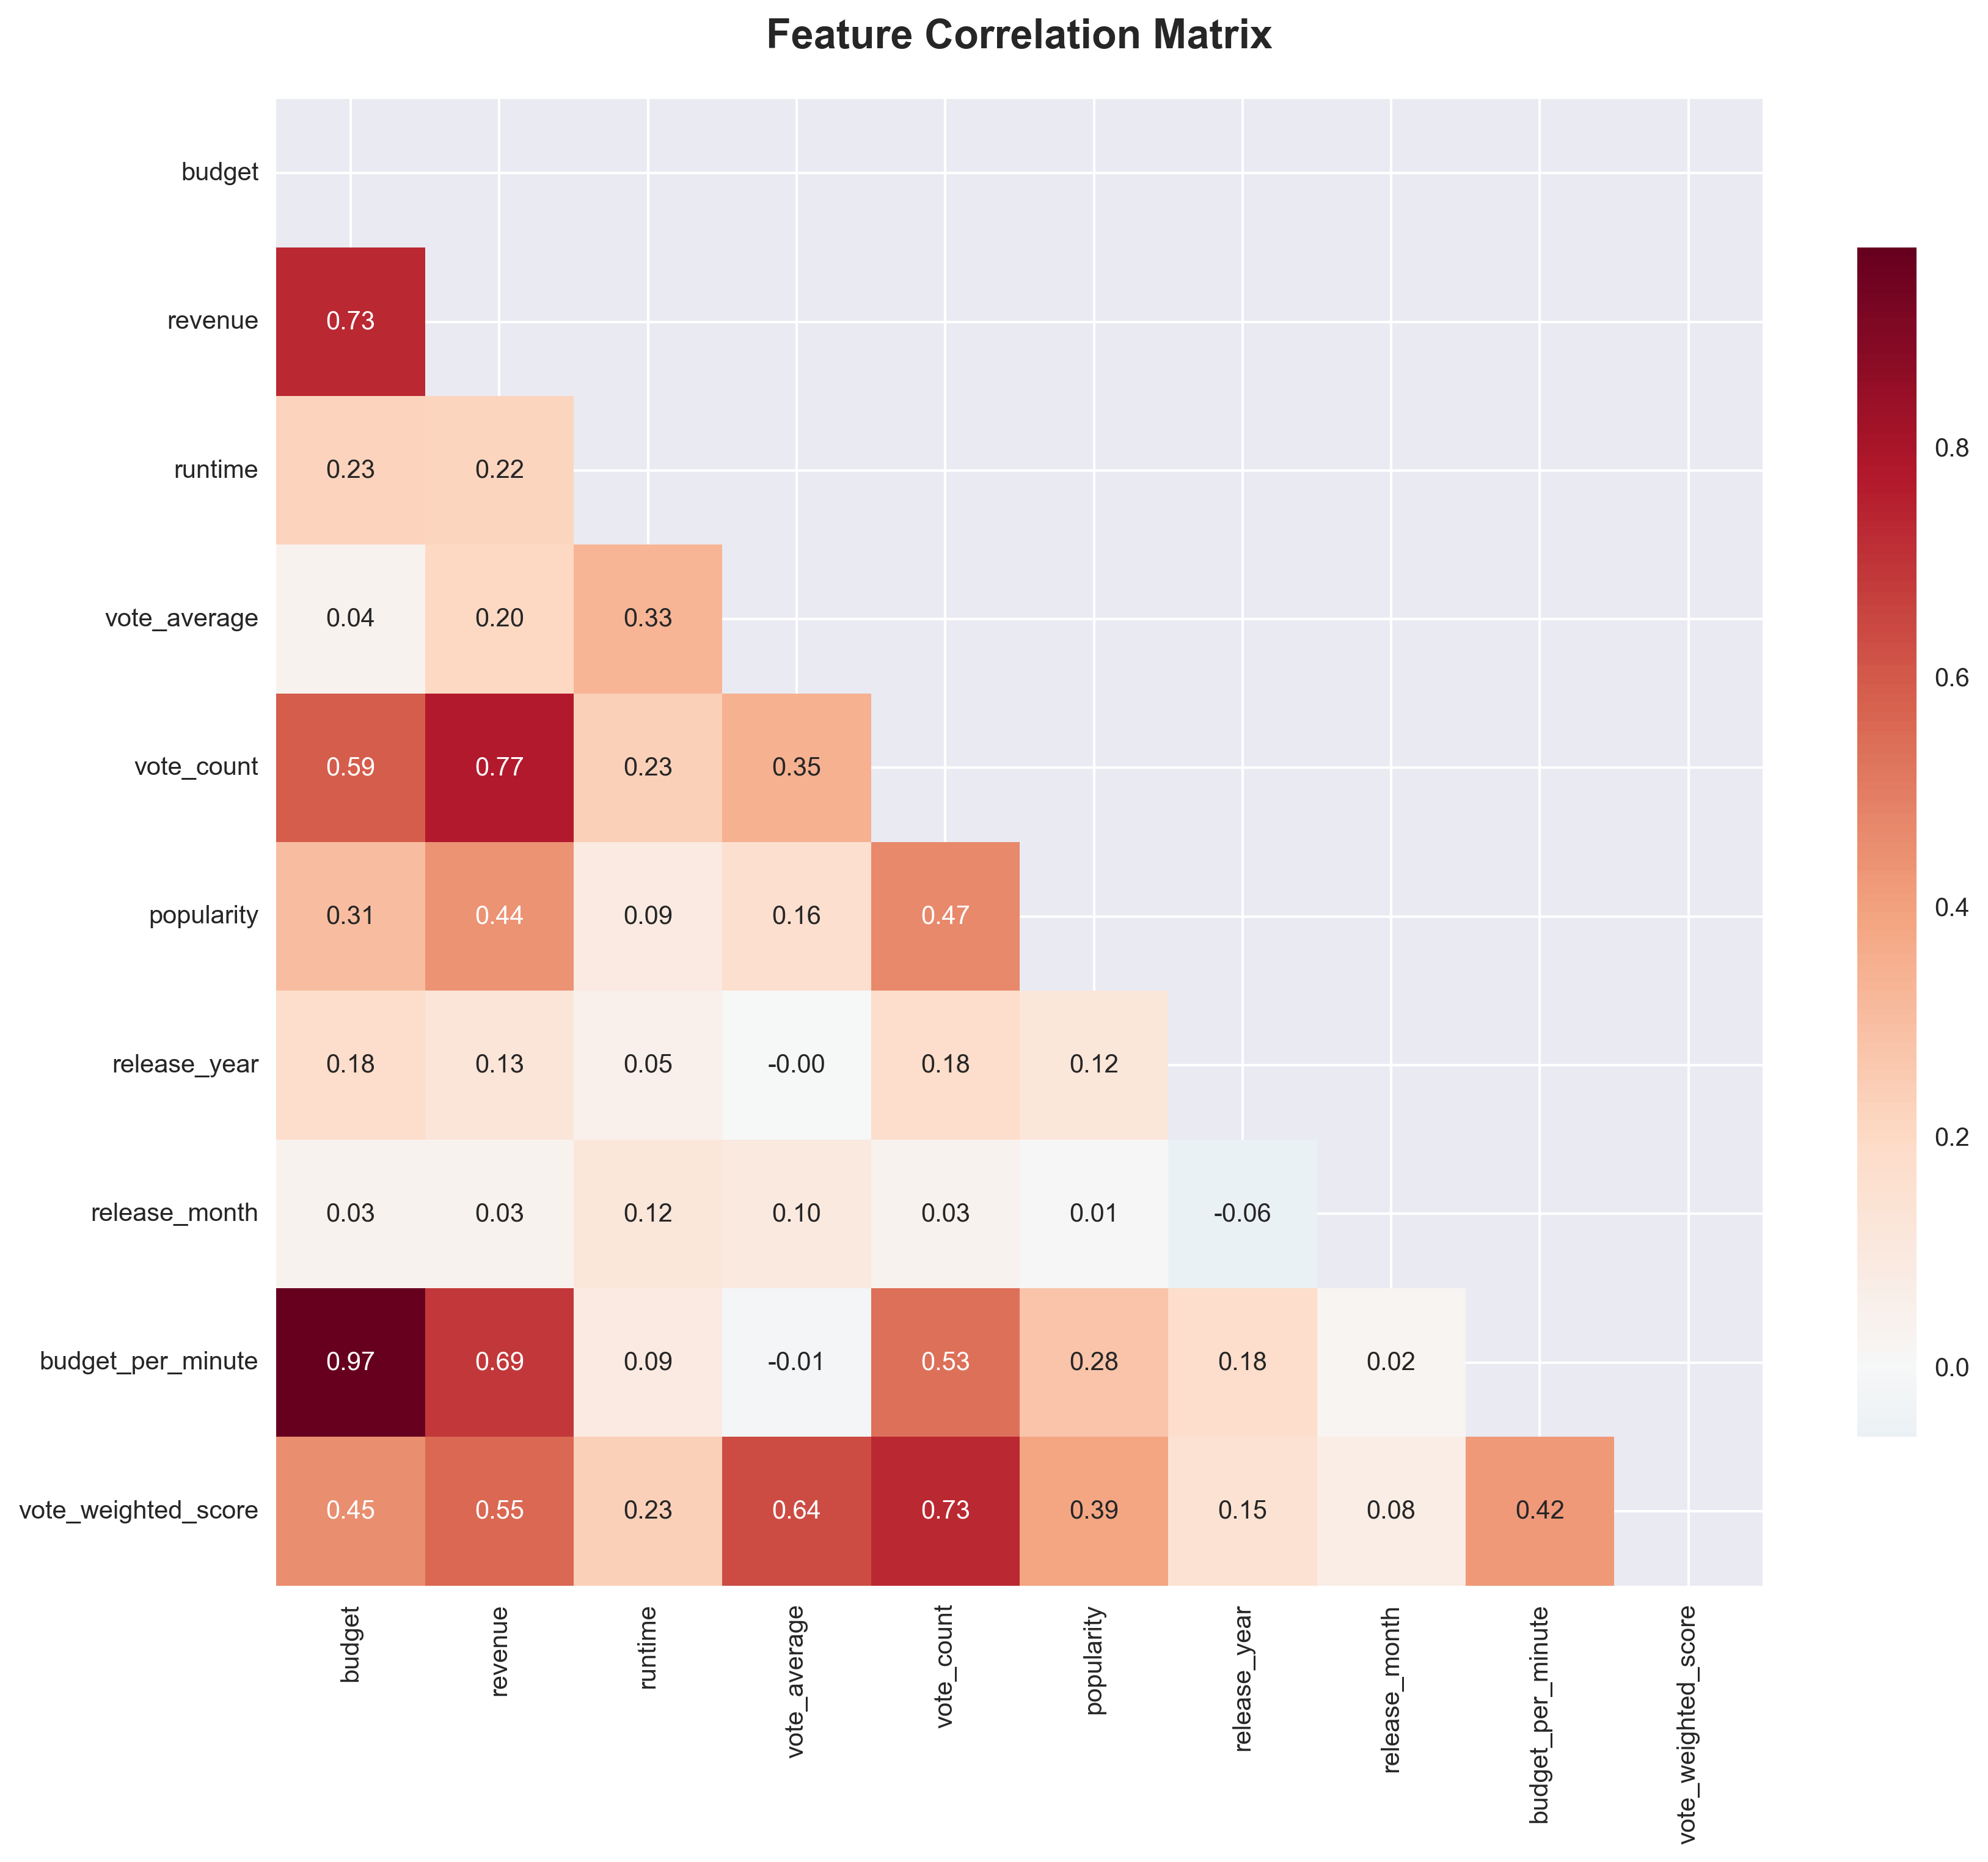 Feature Correlation Matrix
budget
revenue 0.73
runtime 0.23 0.22
vote_average 0.04 0.20 0.33
vote_count 0.59 0.77 0.23 0.35
popularity 0.31 0.44 0.09 0.16 0.47
release_year 0.18 0.13 0.05 -0.00 0.18 0.12
release_month 0.03 0.03 0.12 0.10 0.03 0.01 -0.06
budget_per_minute 0.97 0.69 0.09 -0.01 0.53 0.28 0.18 0.02
vote_weighted_score 0.45 0.55 0.23 0.64 0.73 0.39 0.15 0.08 0.42
budget
revenue
runtime
vote_average
vote_count
popularity
release_year
release_month
budget_per_minute
vote_weighted_score
0.8
0.6
0.4
0.2
0.0